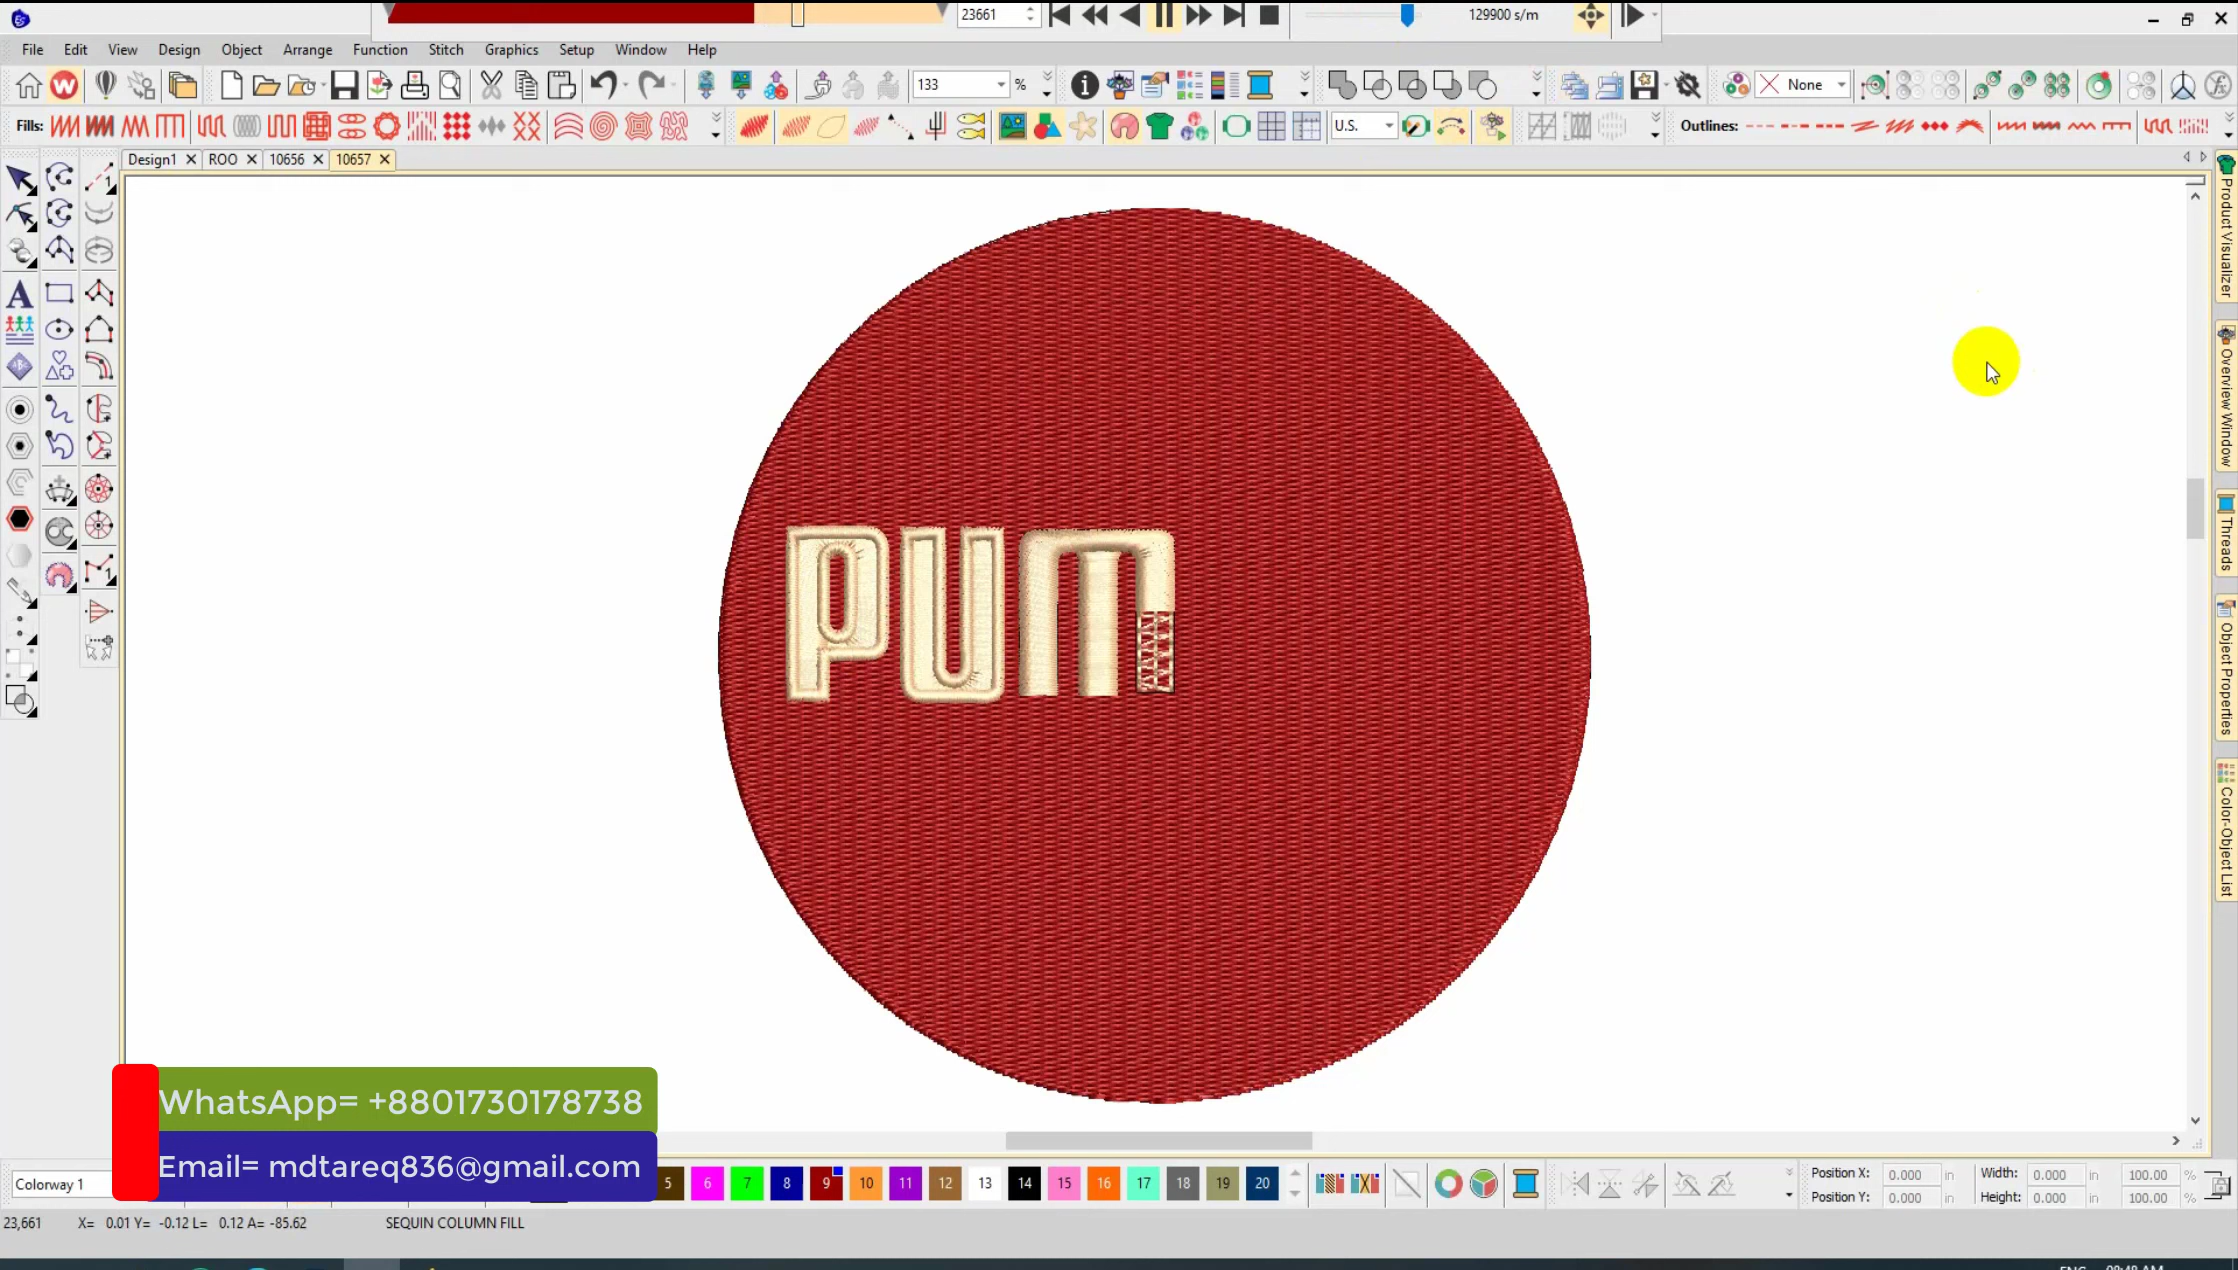 23661
129900 s/m
File Edit View Design Object Arrange Function Stitch Graphics Setup Window Help
133 %
None
Fills:
U.S.
Outlines:
Design1 ROO 10656 10657
Product Visualizer
Overview Window
Threads
Object Properties
Color-Object List
PUM
WhatsApp= +8801730178738
Email= mdtareq836@gmail.com
Colorway 1
5 6 7 8 9 10 11 12 13 14 15 16 17 18 19 20
Position X: 0.000 in Width: 0.000 in 100.00 %
Position Y: 0.000 in Height: 0.000 in 100.00 %
23,661 X= 0.01 Y= -0.12 L= 0.12 A= -85.62 SEQUIN COLUMN FILL